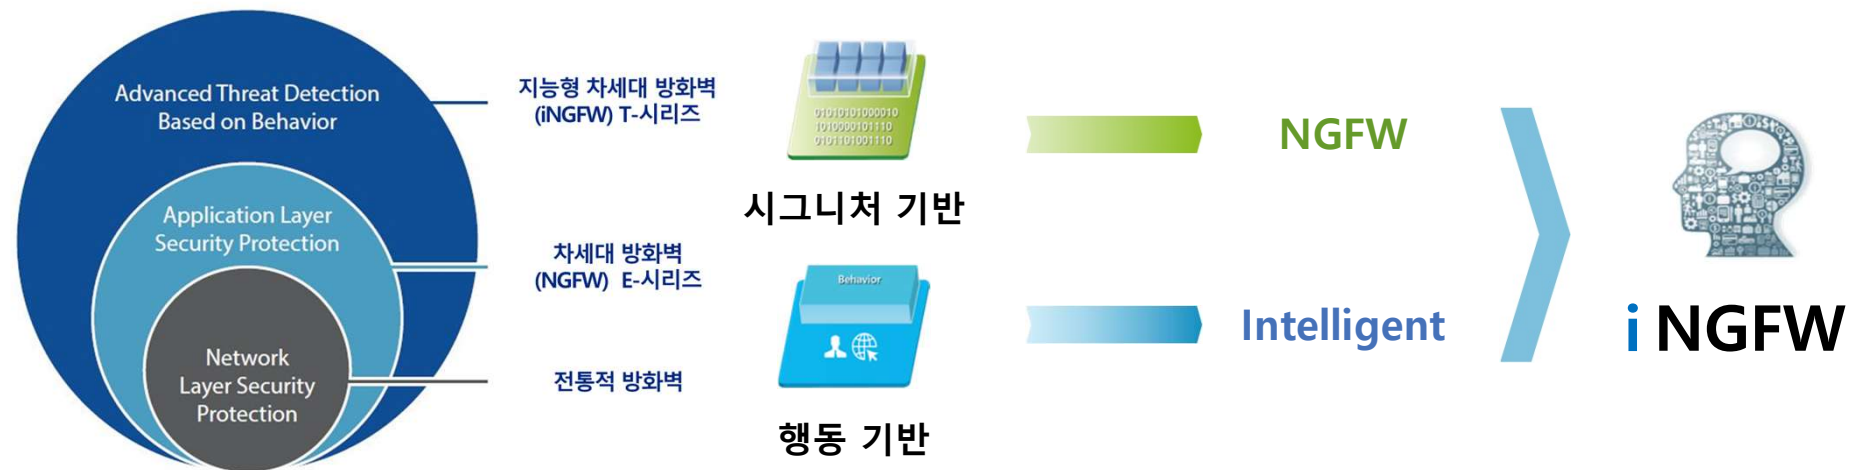 Advanced Threat Detection
Based on Behavior
Application Layer
Security Protection
Network
Layer Security
Protection
지능형 차세대 방화벽
(iNGFW) T-시리즈
차세대 방화벽
(NGFW) E-시리즈
전통적 방화벽
01010101000010
1010000101110
0101101001110
시그니처 기반
Behavior
행동 기반
NGFW
Intelligent
i NGFW